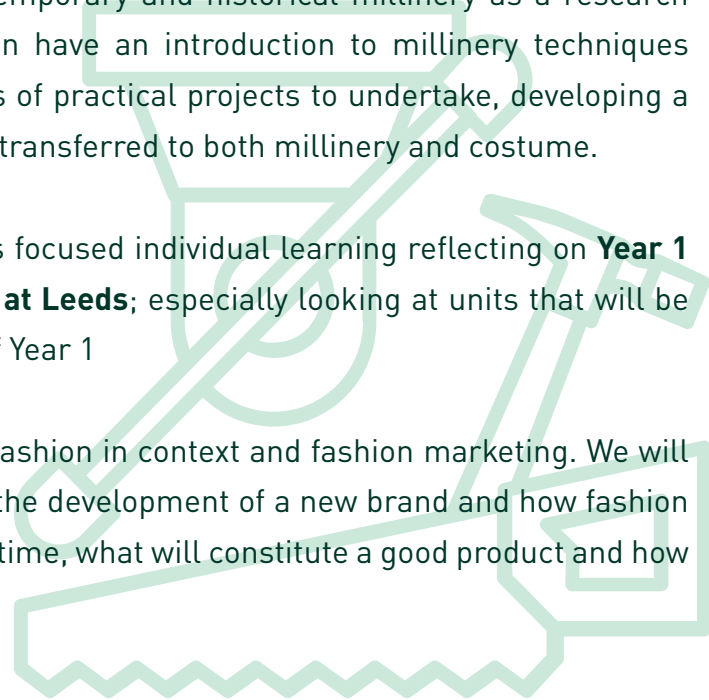 temporary and historical millinery as a research
n have an introduction to millinery techniques
s of practical projects to undertake, developing a
transferred to both millinery and costume.
s focused individual learning reflecting on Year 1
at Leeds; especially looking at units that will be
f Year 1
ashion in context and fashion marketing. We will
the development of a new brand and how fashion
time, what will constitute a good product and how